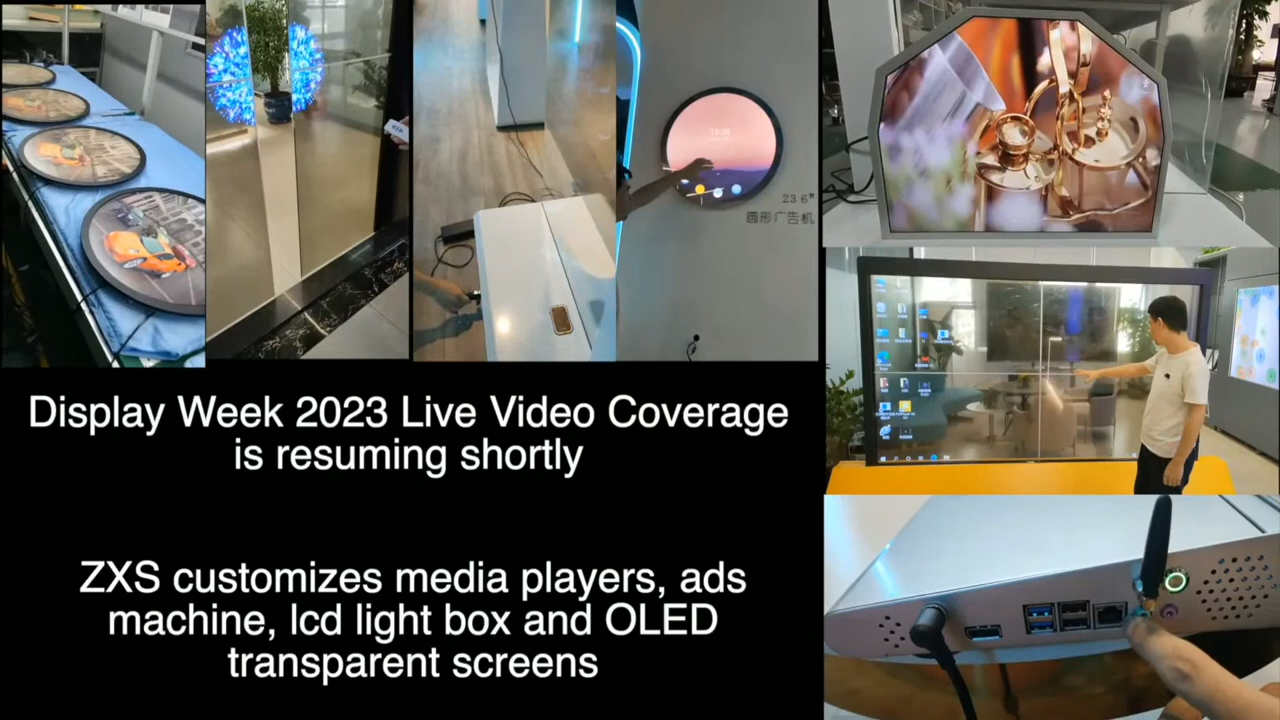 23 6"
圆形广告机
Display Week 2023 Live Video Coverage
is resuming shortly
ZXS customizes media players, ads
machine, lcd light box and OLED
transparent screens